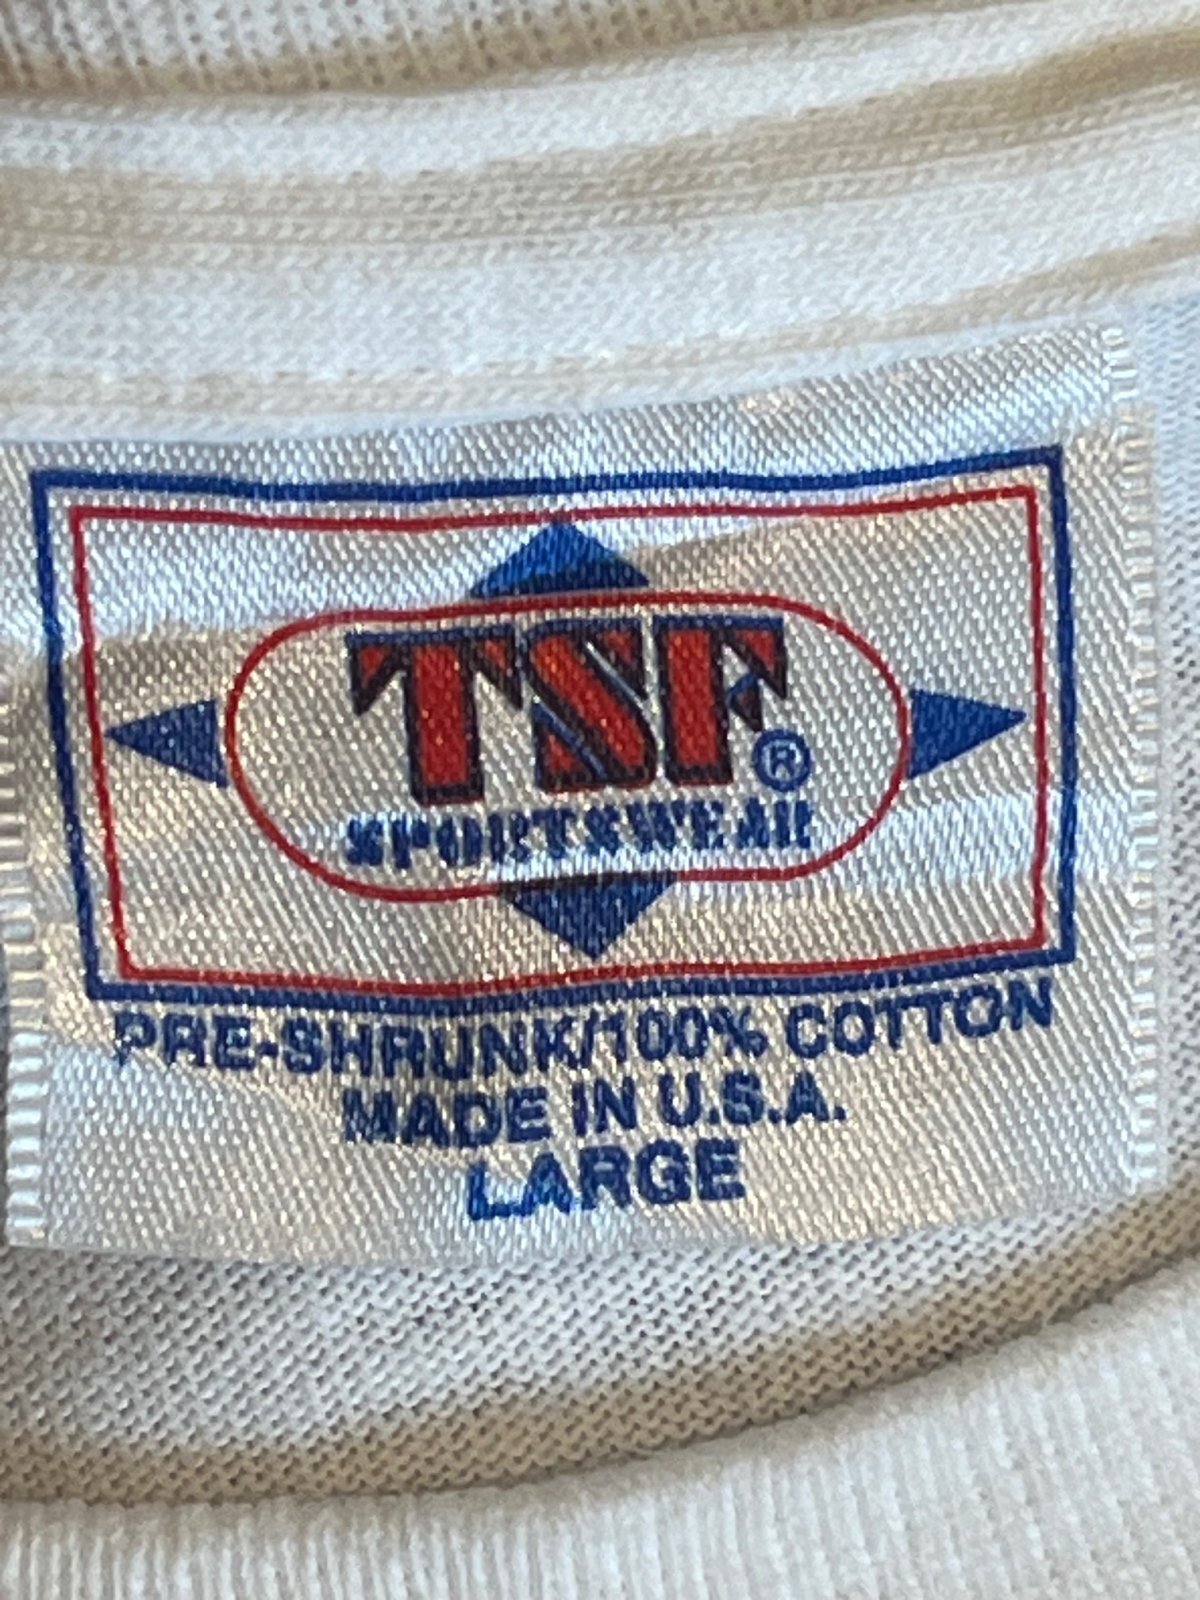 TSF®
SPORTSWEAR
PRE-SHRUNK/100% COTTON
MADE IN U.S.A.
LARGE